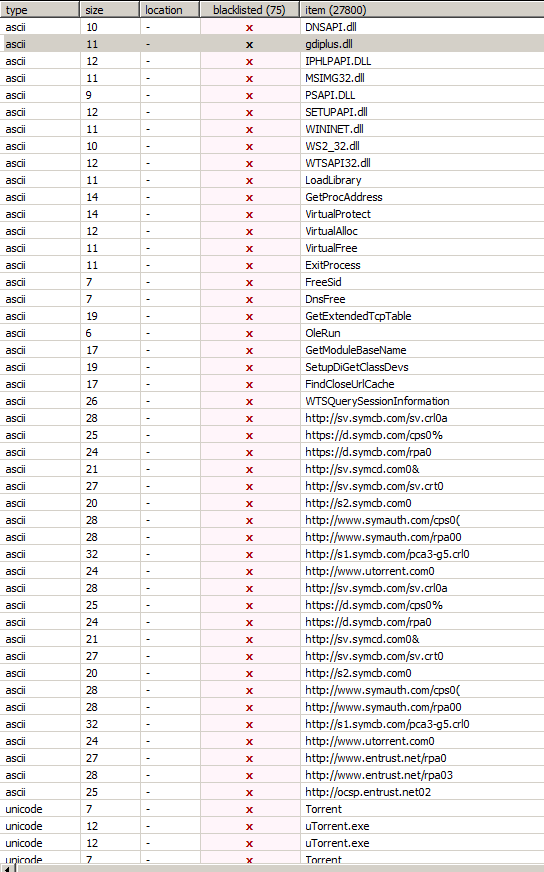 type size location blacklisted (75) item (27800)
ascii 10 - x DNSAPI.dll
ascii 11 - x gdiplus.dll
ascii 12 - x IPHLPAPI.DLL
ascii 11 - x MSIMG32.dll
ascii 9 - x PSAPI.DLL
ascii 12 - x SETUPAPI.dll
ascii 11 - x WININET.dll
ascii 10 - x WS2_32.dll
ascii 12 - x WTSAPI32.dll
ascii 11 - x LoadLibrary
ascii 14 - x GetProcAddress
ascii 14 - x VirtualProtect
ascii 12 - x VirtualAlloc
ascii 11 - x VirtualFree
ascii 11 - x ExitProcess
ascii 7 - x FreeSid
ascii 7 - x DnsFree
ascii 19 - x GetExtendedTcpTable
ascii 6 - x OleRun
ascii 17 - x GetModuleBaseName
ascii 19 - x SetupDiGetClassDevs
ascii 17 - x FindCloseUrlCache
ascii 26 - x WTSQuerySessionInformation
ascii 28 - x http://sv.symcb.com/sv.crl0a
ascii 25 - x https://d.symcb.com/cps0%
ascii 24 - x https://d.symcb.com/rpa0
ascii 21 - x http://sv.symcd.com0&
ascii 27 - x http://sv.symcb.com/sv.crt0
ascii 20 - x http://s2.symcb.com0
ascii 28 - x http://www.symauth.com/cps0(
ascii 28 - x http://www.symauth.com/rpa00
ascii 32 - x http://s1.symcb.com/pca3-g5.crl0
ascii 24 - x http://www.utorrent.com0
ascii 28 - x http://sv.symcb.com/sv.crl0a
ascii 25 - x https://d.symcb.com/cps0%
ascii 24 - x https://d.symcb.com/rpa0
ascii 21 - x http://sv.symcd.com0&
ascii 27 - x http://sv.symcb.com/sv.crt0
ascii 20 - x http://s2.symcb.com0
ascii 28 - x http://www.symauth.com/cps0(
ascii 28 - x http://www.symauth.com/rpa00
ascii 32 - x http://s1.symcb.com/pca3-g5.crl0
ascii 24 - x http://www.utorrent.com0
ascii 27 - x http://www.entrust.net/rpa0
ascii 28 - x http://www.entrust.net/rpa03
ascii 25 - x http://ocsp.entrust.net02
unicode 7 - x Torrent
unicode 12 - x uTorrent.exe
unicode 12 - x uTorrent.exe
unicode 7 - x Torrent